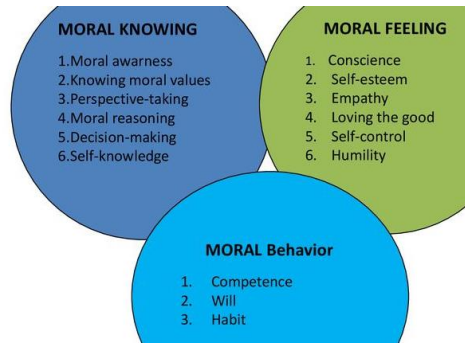 MORAL KNOWING
1.Moral awarness
2.Knowing moral values
3.Perspective-taking
4.Moral reasoning
5.Decision-making
6.Self-knowledge
MORAL FEELING
1. Conscience
2. Self-esteem
3. Empathy
4. Loving the good
5. Self-control
6. Humility
MORAL Behavior
1. Competence
2. Will
3. Habit